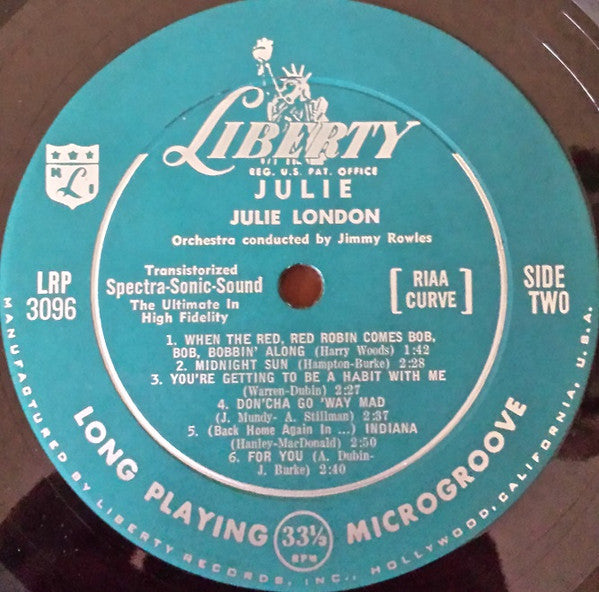 LIBERTY
REG. U.S. PAT. OFFICE
JULIE
JULIE LONDON
Orchestra conducted by Jimmy Rowles
LRP
3096
Transistorized
Spectra-Sonic-Sound
The Ultimate In
High Fidelity
[ RIAA
CURVE ]
SIDE
TWO
1. WHEN THE RED, RED ROBIN COMES BOB,
BOB, BOBBIN' ALONG (Harry Woods) 1:42
2. MIDNIGHT SUN (Hampton-Burke) 2:28
3. YOU'RE GETTING TO BE A HABIT WITH ME
(Warren-Dubin) 2:27
4. DON'CHA GO 'WAY MAD
(J. Mundy- A. Stillman) 2:37
5. (Back Home Again In ...) INDIANA
(Hanley-MacDonald) 2:50
6. FOR YOU (A. Dubin-
J. Burke) 2:40
LONG PLAYING 33⅓ RPM MICROGROOVE
MANUFACTURED BY LIBERTY RECORDS, INC., HOLLYWOOD, CALIFORNIA, U.S.A.